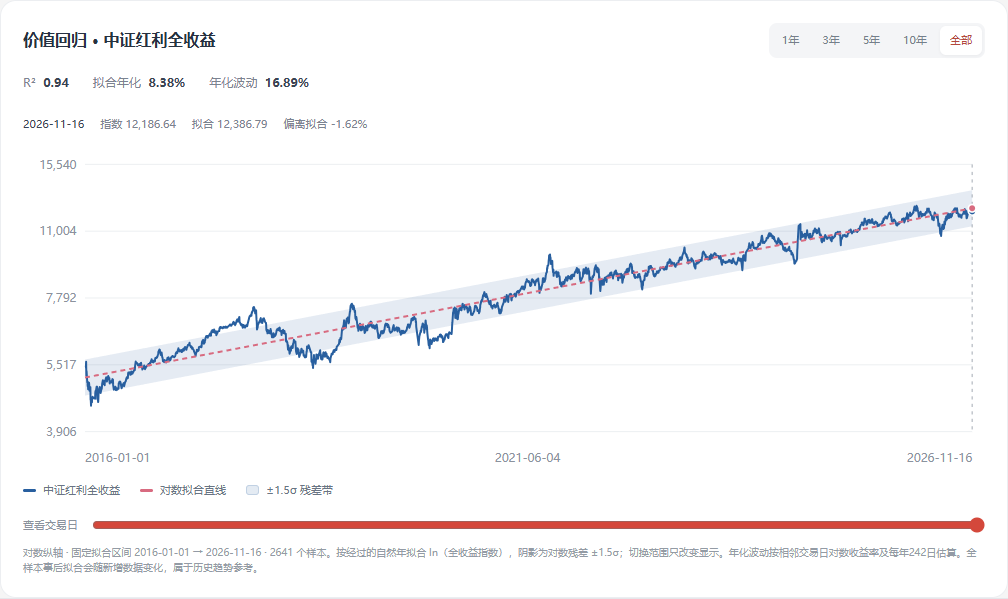 价值回归 • 中证红利全收益
1年 3年 5年 10年 全部
R² 0.94 拟合年化 8.38% 年化波动 16.89%
2026-11-16 指数 12,186.64 拟合 12,386.79 偏离拟合 -1.62%
15,540
11,004
7,792
5,517
3,906
2016-01-01 2021-06-04 2026-11-16
中证红利全收益 对数拟合直线 ±1.5σ 残差带
查看交易日
对数纵轴 · 固定拟合区间 2016-01-01 → 2026-11-16 · 2641 个样本。按经过的自然年拟合 ln（全收益指数），阴影为对数残差 ±1.5σ；切换范围只改变显示。年化波动按相邻交易日对数收益率及每年242日估算。全
样本事后拟合会随新增数据变化，属于历史趋势参考。